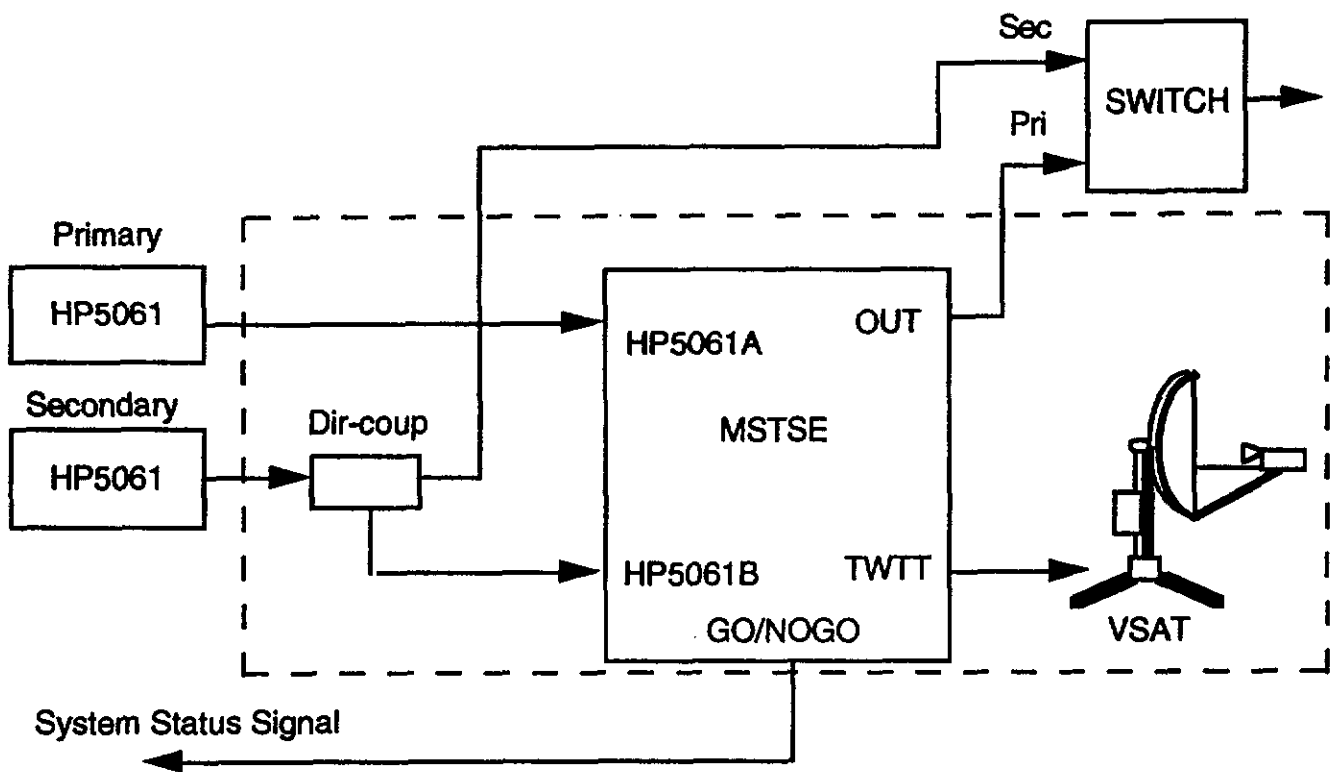 Sec
SWITCH
Pri
Primary
HP5061
HP5061A
OUT
Secondary
HP5061
Dir-coup
MSTSE
HP5061B
TWTT
GO/NOGO
VSAT
System Status Signal